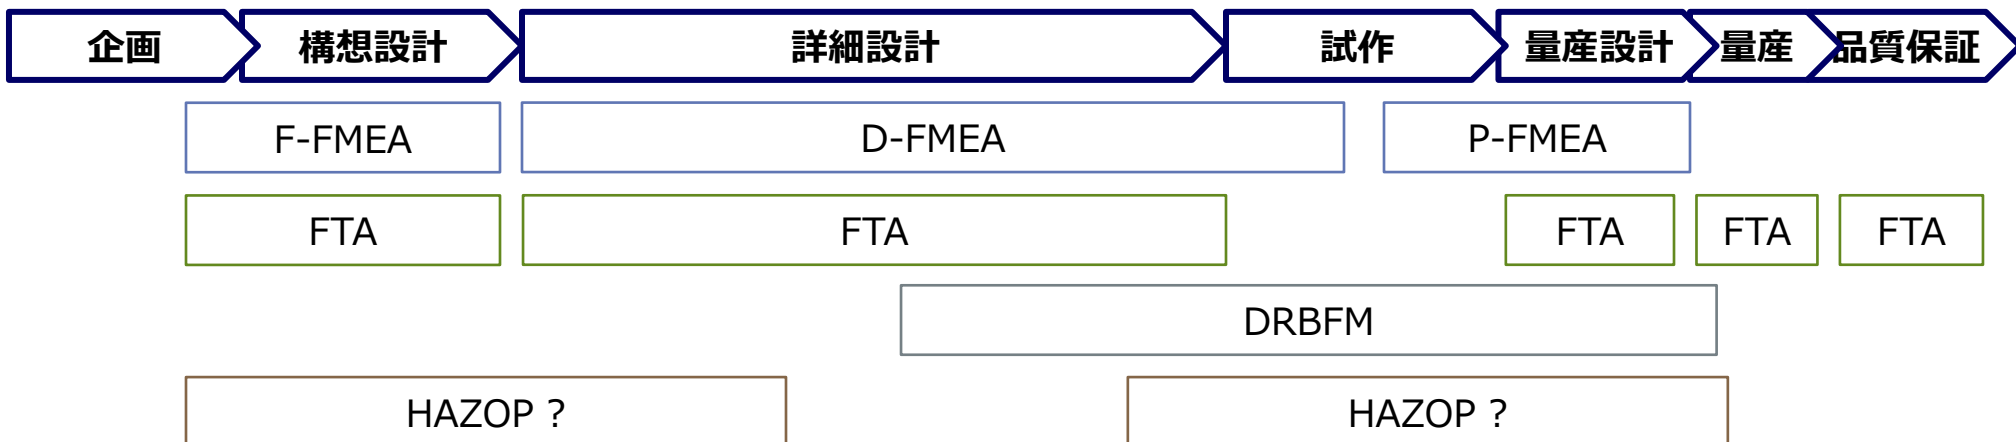 企画 構想設計 詳細設計 試作 量産設計 量産 品質保証
F-FMEA D-FMEA P-FMEA
FTA FTA FTA FTA FTA
DRBFM
HAZOP ? HAZOP ?